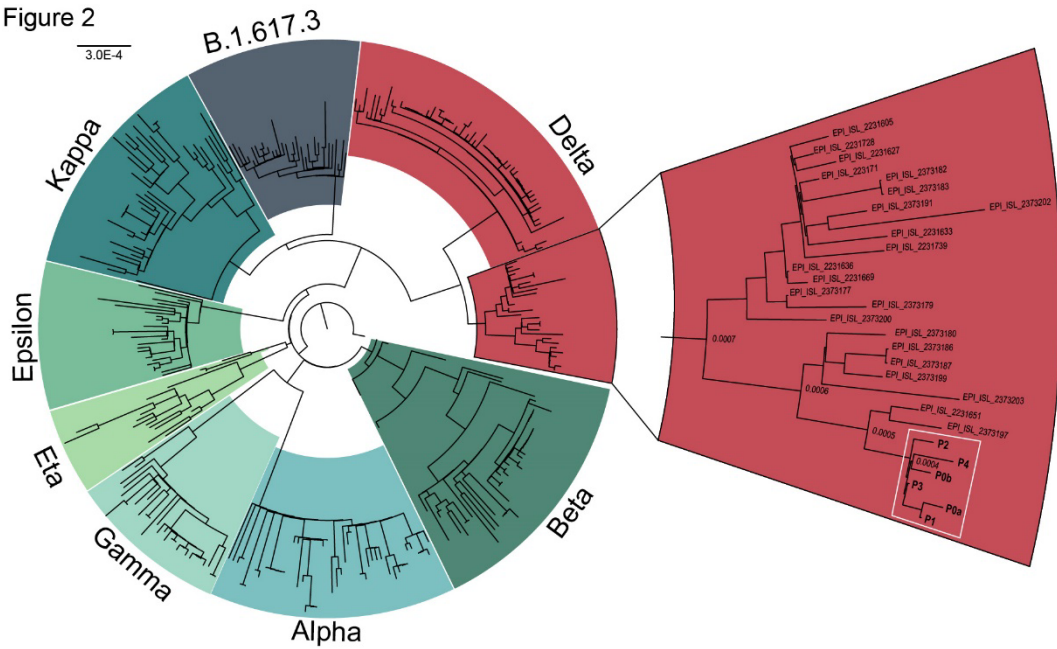 Figure 2
3.0E-4
B.1.617.3
Kappa
Delta
Epsilon
Eta
Gamma
Alpha
Beta
EPI_ISL_2231605
EPI_ISL_2231728
EPI_ISL_2231627
EPI_ISL_223171
EPI_ISL_2373182
EPI_ISL_2373183
EPI_ISL_2373191
EPI_ISL_2373202
EPI_ISL_2231633
EPI_ISL_2231739
EPI_ISL_2231636
EPI_ISL_2231669
EPI_ISL_2373177
EPI_ISL_2373179
EPI_ISL_2373200
0.0007
EPI_ISL_2373180
EPI_ISL_2373186
EPI_ISL_2373187
EPI_ISL_2373199
0.0006
EPI_ISL_2373203
EPI_ISL_2231651
0.0005
EPI_ISL_2373197
P2
0.0004
P4
P0b
P3
P0a
P1